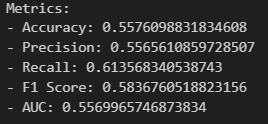 Metrics:
- Accuracy: 0.5576098831834608
- Precision: 0.5565610859728507
- Recall: 0.613568340538743
- F1 Score: 0.5836760518823156
- AUC: 0.5569965746873834